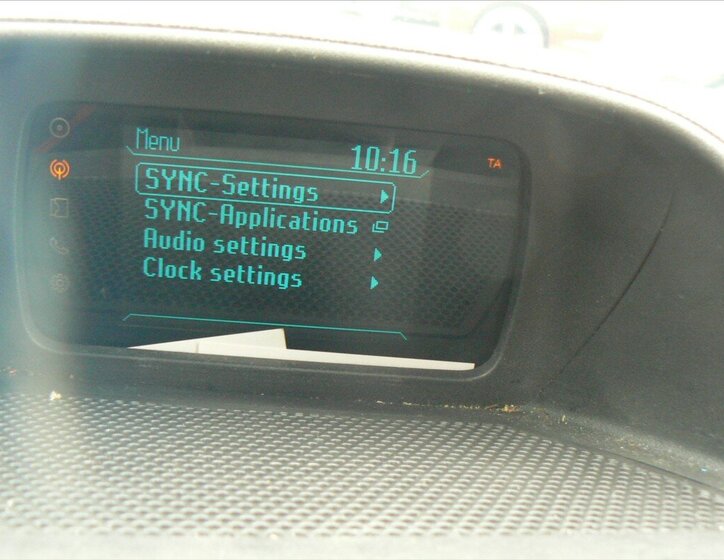 Menu
10:16
TA
SYNC-Settings
SYNC-Applications
Audio settings
Clock settings